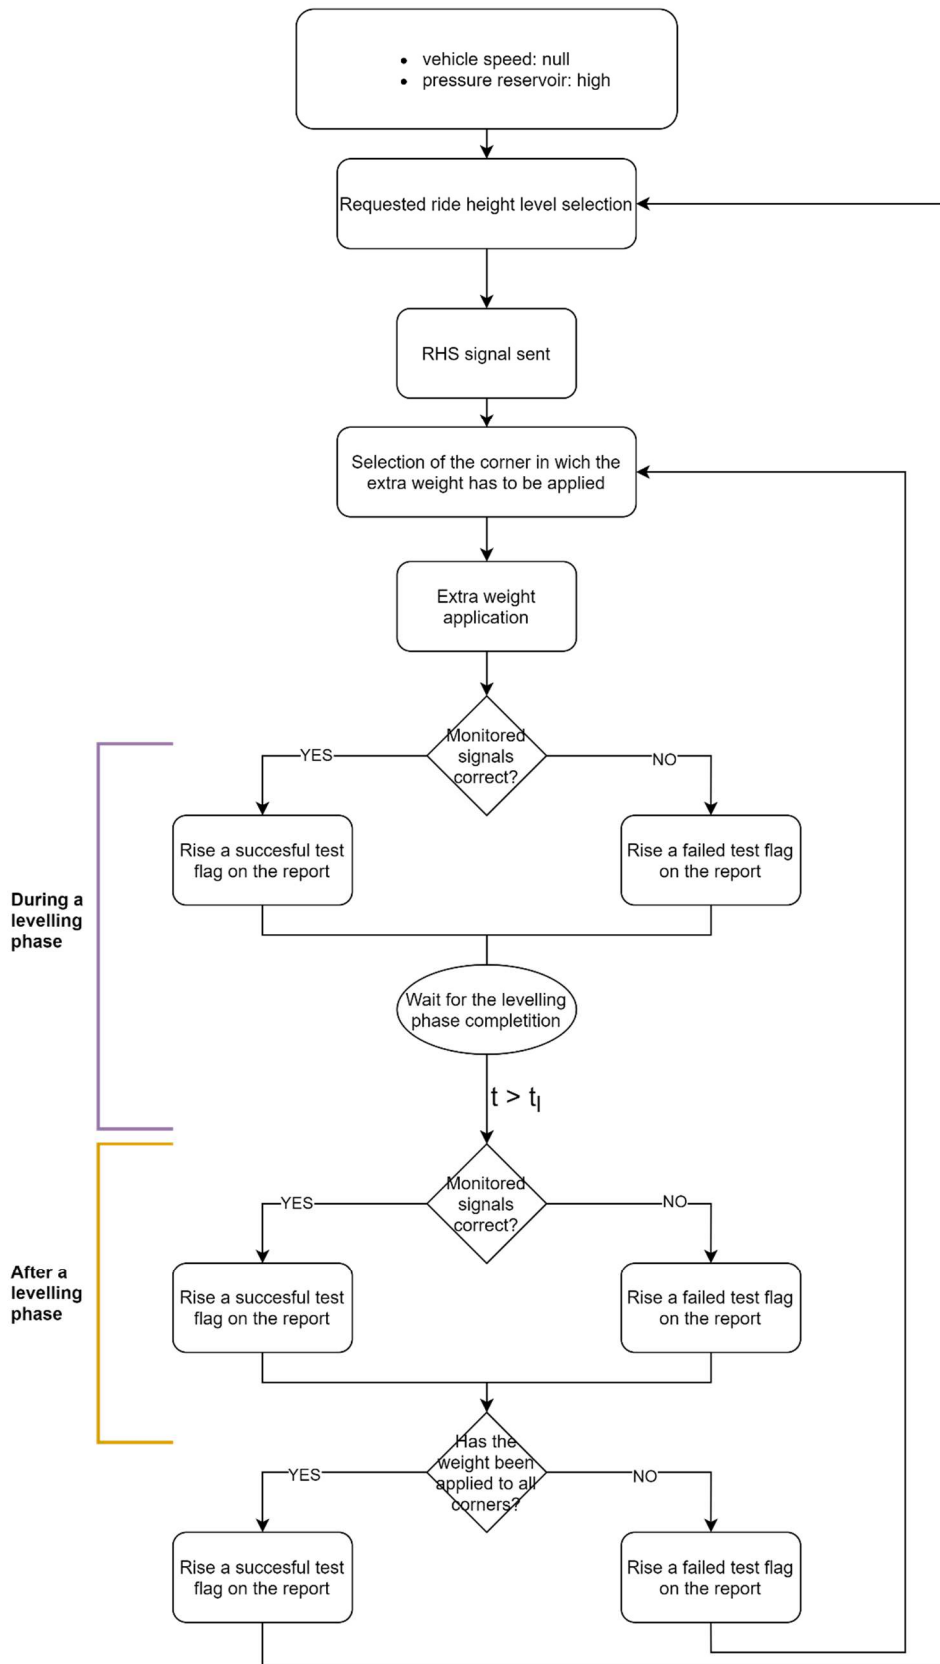 • vehicle speed: null
• pressure reservoir: high
Requested ride height level selection
RHS signal sent
Selection of the corner in wich the
extra weight has to be applied
Extra weight
application
Monitored
signals
correct?
YES
NO
Rise a succesful test
flag on the report
Rise a failed test flag
on the report
During a
levelling
phase
Wait for the levelling
phase completition
t > tl
Monitored
signals
correct?
YES
NO
After a
levelling
phase
Rise a succesful test
flag on the report
Rise a failed test flag
on the report
Has the
weight been
applied to all
corners?
YES
NO
Rise a succesful test
flag on the report
Rise a failed test flag
on the report